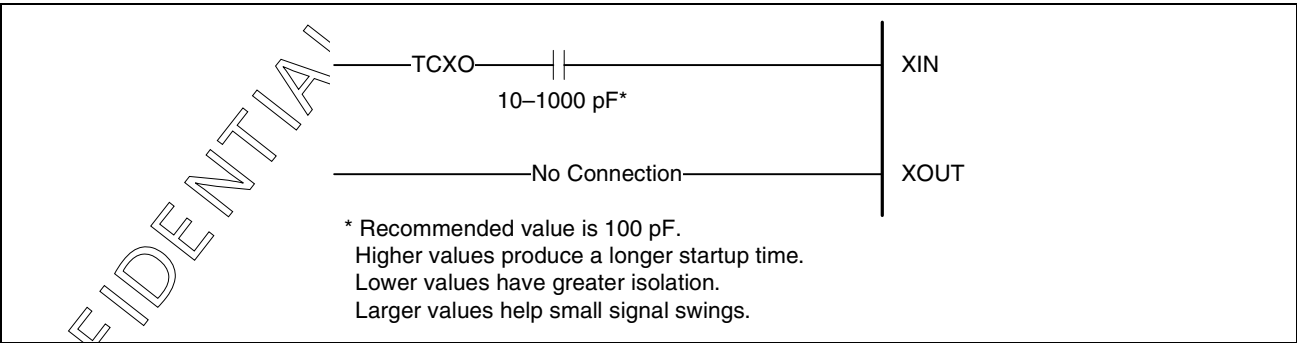 TCXO
XIN
10–1000 pF*
No Connection
XOUT
* Recommended value is 100 pF.
Higher values produce a longer startup time.
Lower values have greater isolation.
Larger values help small signal swings.
FIDENTIA